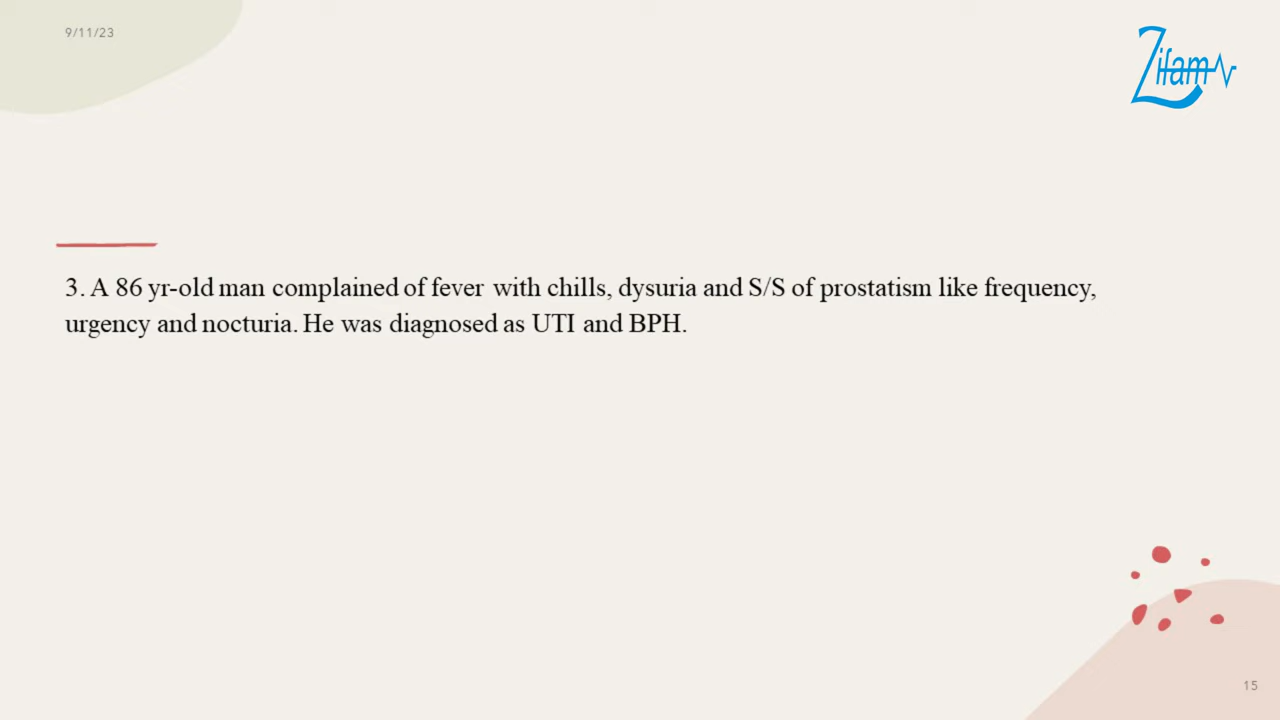 9/11/23
Zifam
3. A 86 yr-old man complained of fever with chills, dysuria and S/S of prostatism like frequency,
urgency and nocturia. He was diagnosed as UTI and BPH.
15